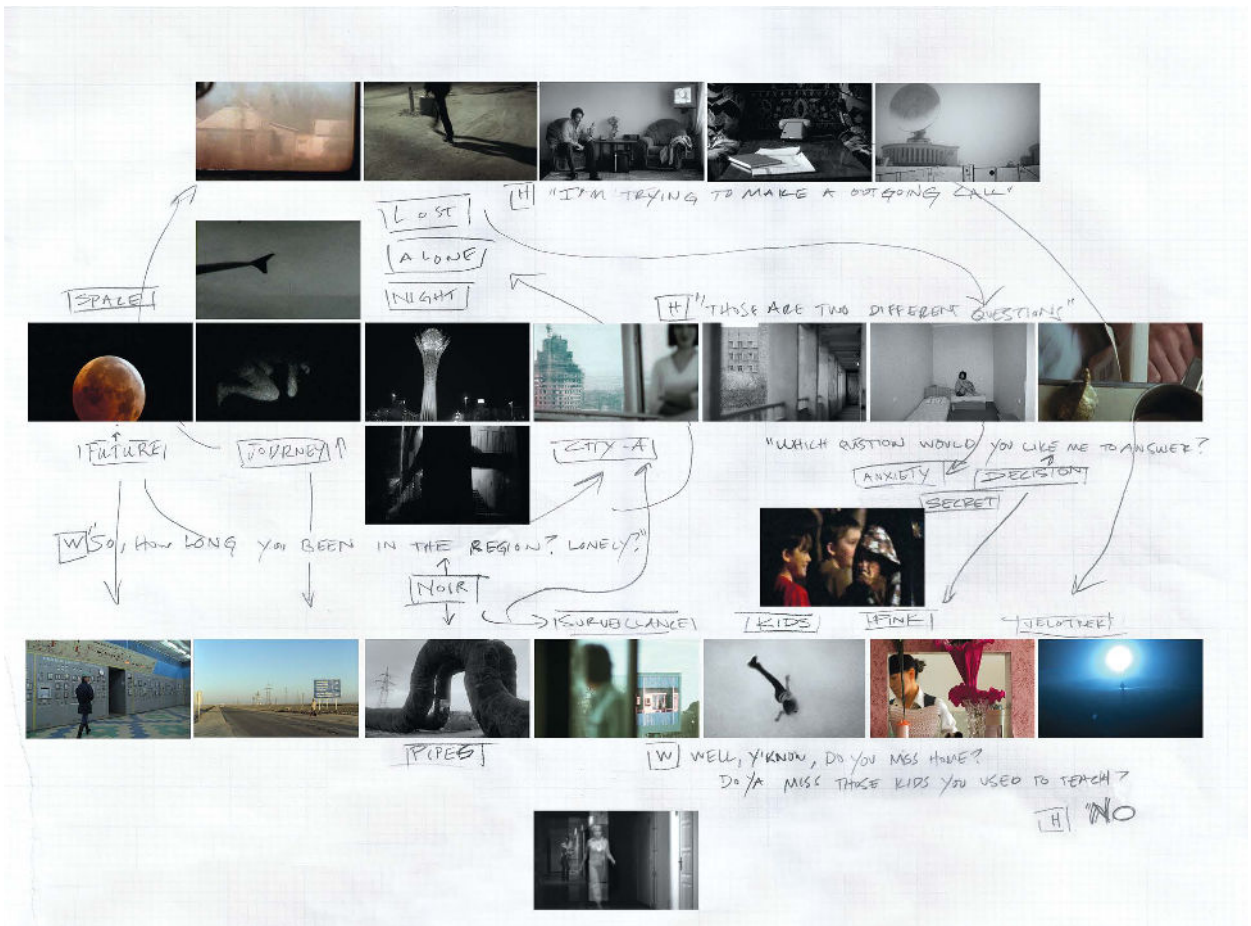 H "I'M TRYING TO MAKE A OUTGOING CALL"
LOST
ALONE
NIGHT
SPACE
H "THOSE ARE TWO DIFFERENT QUESTIONS"
FUTURE
JOURNEY
CITY-A
"WHICH QUSTION WOULD YOU LIKE ME TO ANSWER?
ANXIETY
DECISION
SECRET
W "SO, HOW LONG YOU BEEN IN THE REGION? LONELY?"
NOIR
SURVEILLANCE
KIDS
PINK
VELOTREK
PIPES
W WELL, Y'KNOW, DO YOU MISS HOME?
DO YA MISS THOSE KIDS YOU USED TO TEACH?
H "NO